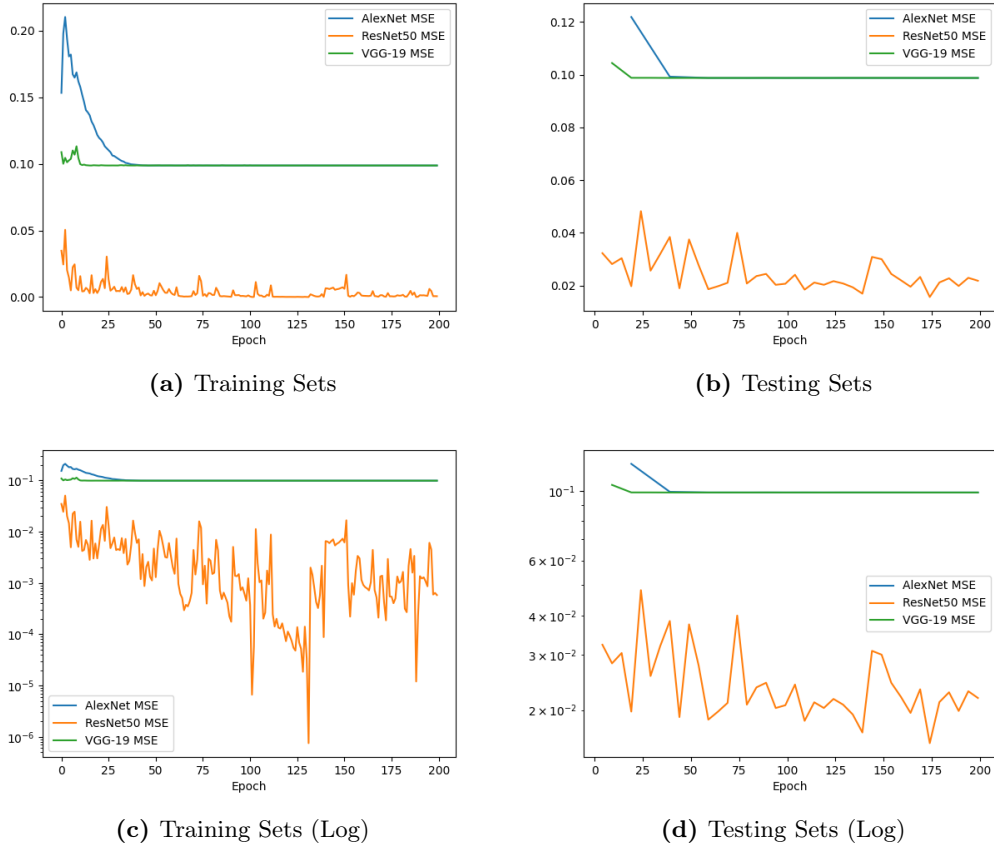 0.20
0.15
0.10
0.05
0.00
0 25 50 75 100 125 150 175 200
Epoch
AlexNet MSE
ResNet50 MSE
VGG-19 MSE
(a) Training Sets
0.12
0.10
0.08
0.06
0.04
0.02
0 25 50 75 100 125 150 175 200
Epoch
AlexNet MSE
ResNet50 MSE
VGG-19 MSE
(b) Testing Sets
10⁻¹
10⁻²
10⁻³
10⁻⁴
10⁻⁵
10⁻⁶
0 25 50 75 100 125 150 175 200
Epoch
AlexNet MSE
ResNet50 MSE
VGG-19 MSE
(c) Training Sets (Log)
10⁻¹
6 × 10⁻²
4 × 10⁻²
3 × 10⁻²
2 × 10⁻²
0 25 50 75 100 125 150 175 200
Epoch
AlexNet MSE
ResNet50 MSE
VGG-19 MSE
(d) Testing Sets (Log)